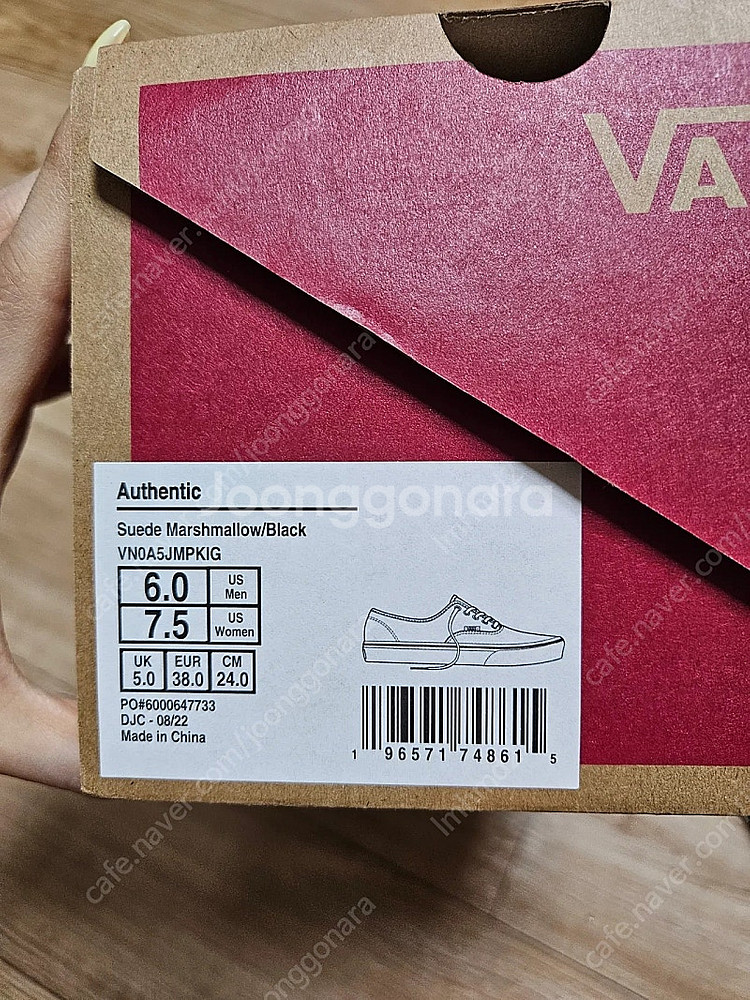 VA
Authentic
Joonggonara
Suede Marshmallow/Black
VN0A5JMPKIG
6.0 US Men
7.5 US Women
UK EUR CM
5.0 38.0 24.0
PO#6000647733
DJC - 08/22
Made in China
1 96571 74861 5
cafe.naver.com/joonggonara